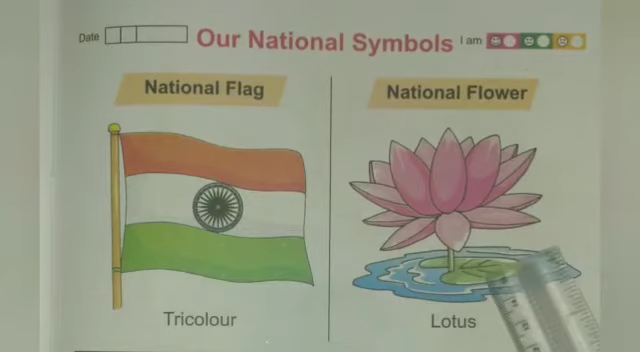 Date
Our National Symbols
I am
National Flag
National Flower
Tricolour
Lotus